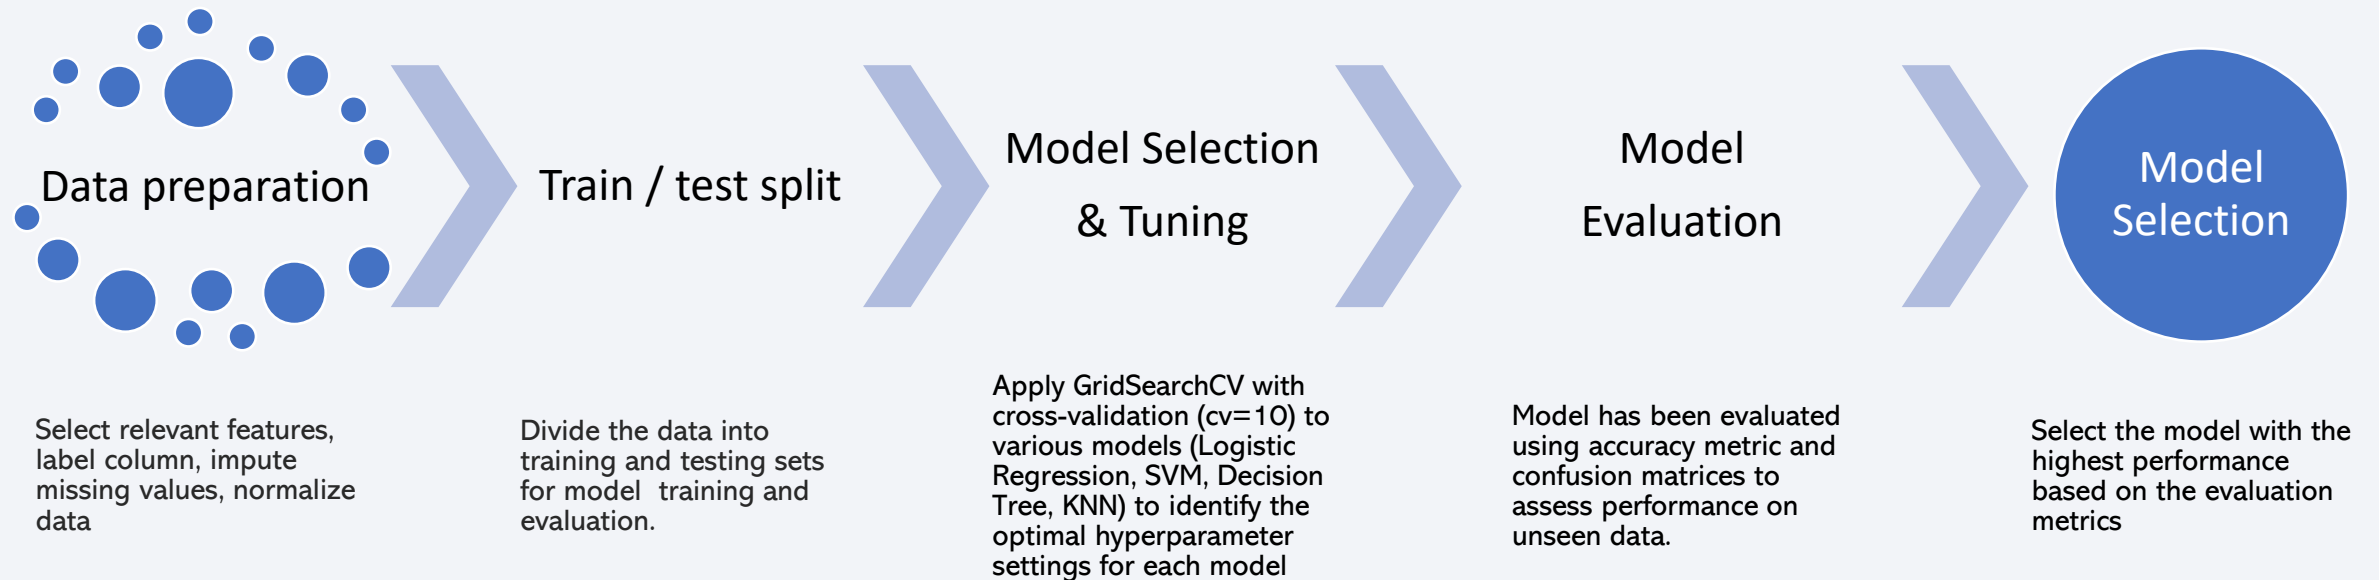 Data preparation
Train / test split
Model Selection
& Tuning
Model
Evaluation
Model
Selection
Select relevant features,
label column, impute
missing values, normalize
data
Divide the data into
training and testing sets
for model training and
evaluation.
Apply GridSearchCV with
cross-validation (cv=10) to
various models (Logistic
Regression, SVM, Decision
Tree, KNN) to identify the
optimal hyperparameter
settings for each model
Model has been evaluated
using accuracy metric and
confusion matrices to
assess performance on
unseen data.
Select the model with the
highest performance
based on the evaluation
metrics